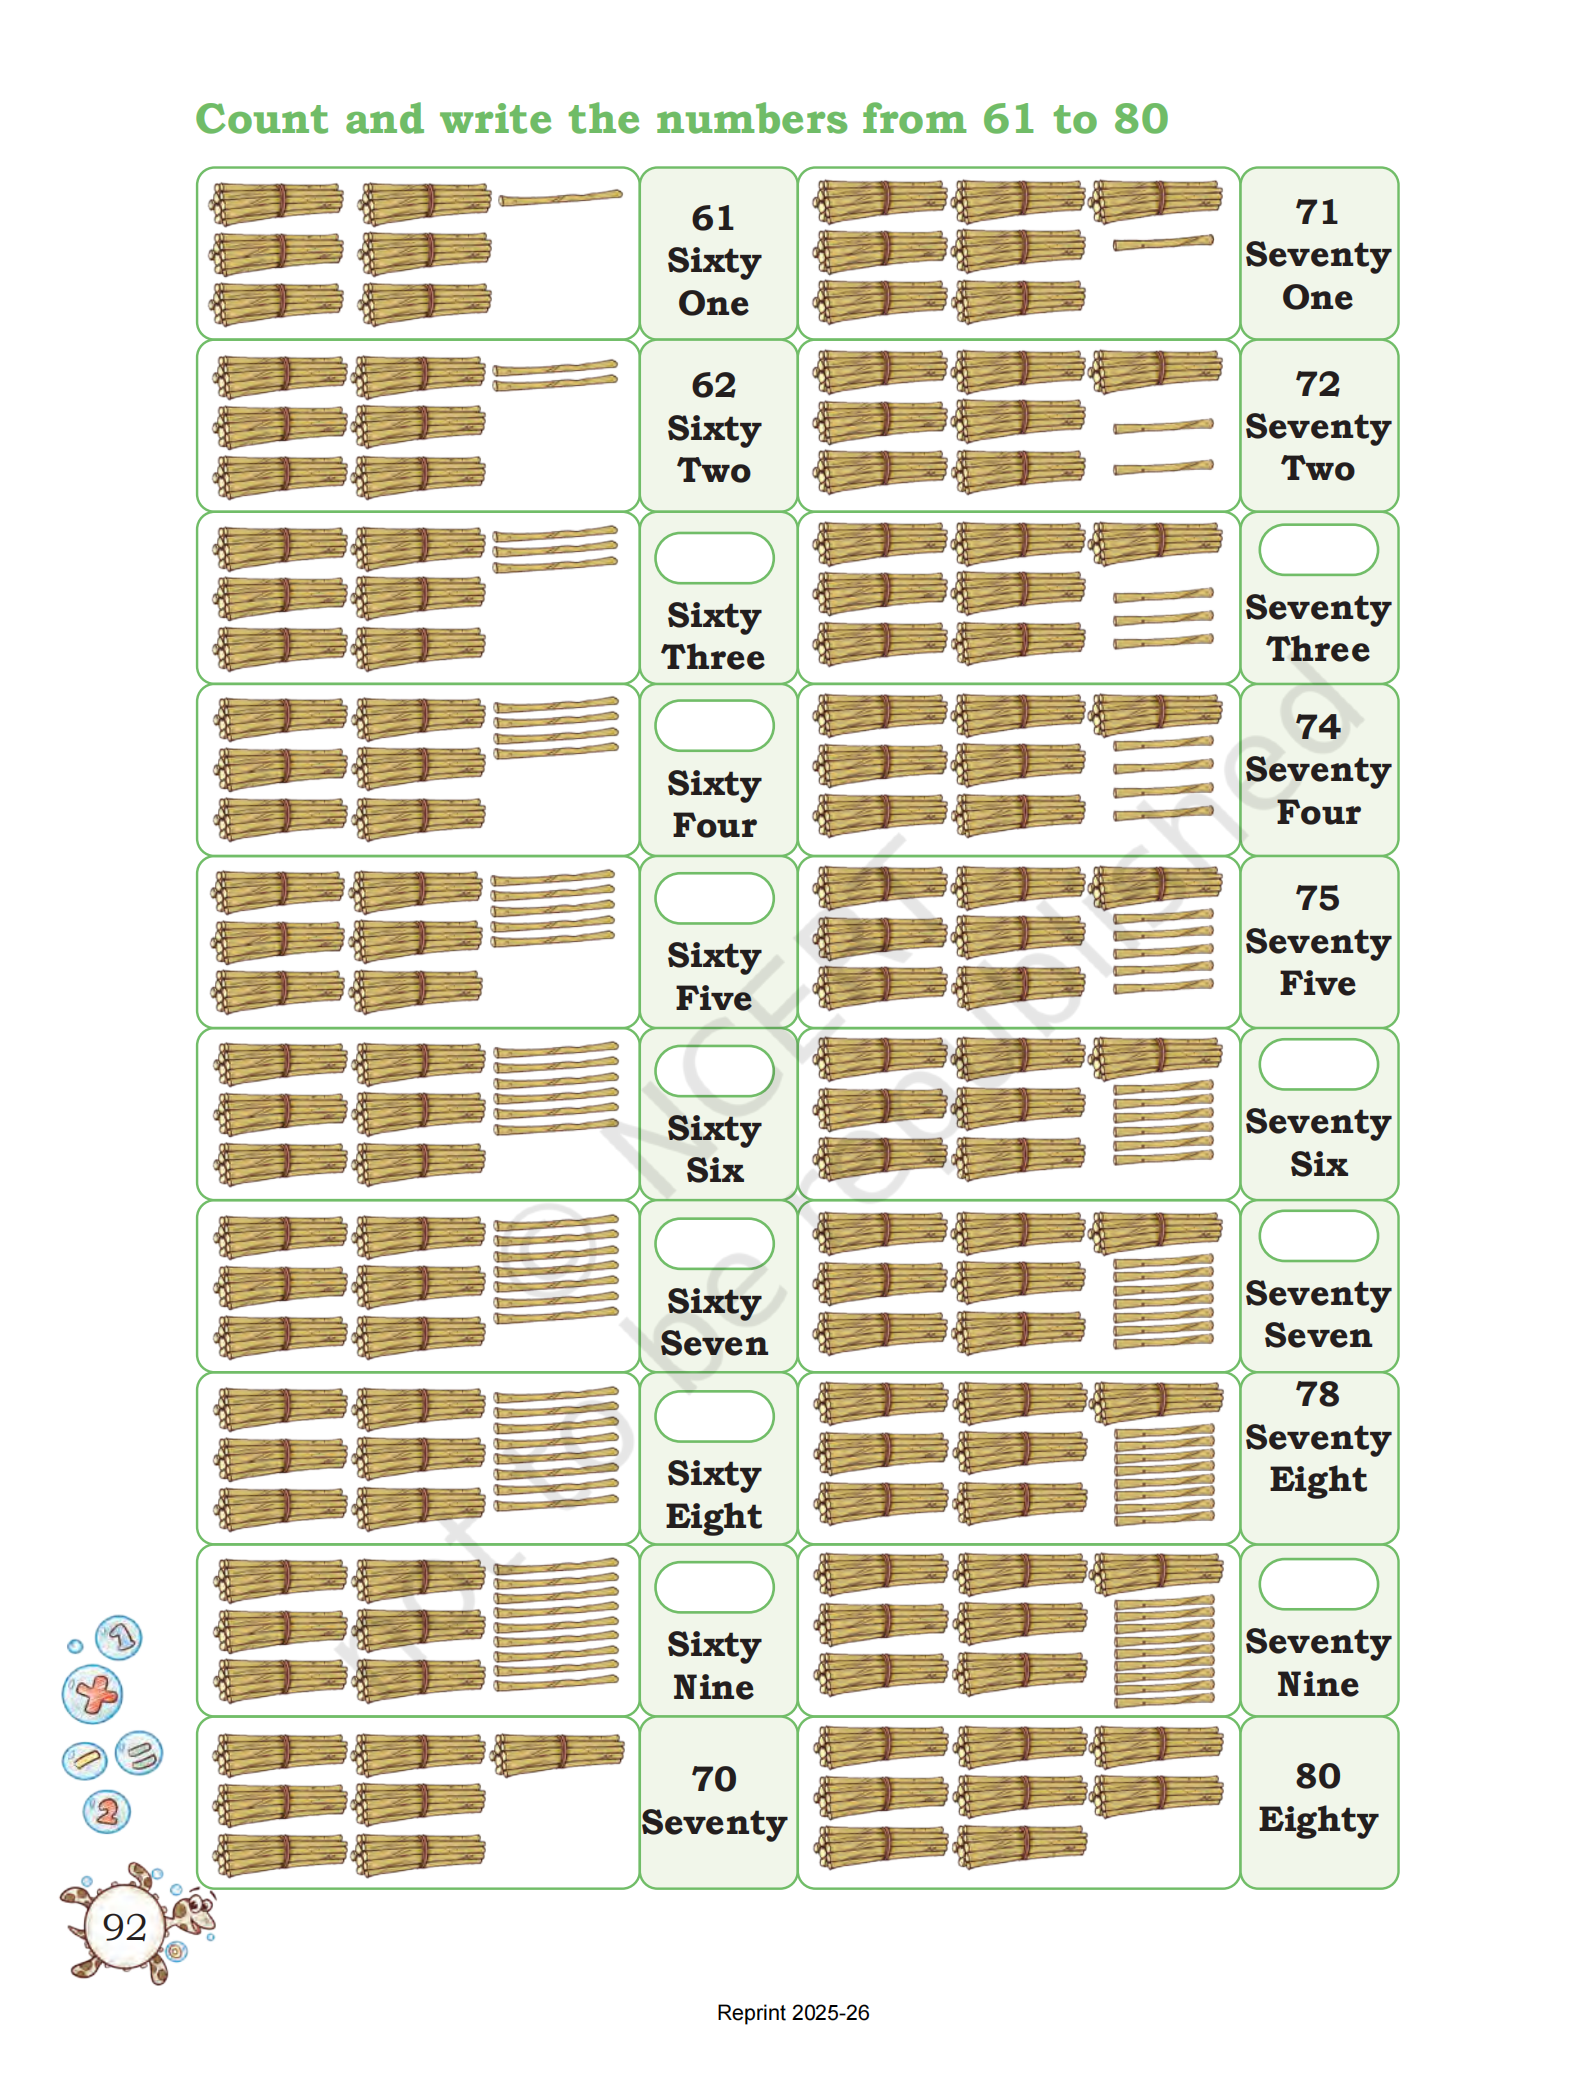 Count and write the numbers from 61 to 80
61
Sixty
One
71
Seventy
One
62
Sixty
Two
72
Seventy
Two
Sixty
Three
Seventy
Three
Sixty
Four
74
Seventy
Four
Sixty
Five
75
Seventy
Five
Sixty
Six
Seventy
Six
Sixty
Seven
Seventy
Seven
Sixty
Eight
78
Seventy
Eight
Sixty
Nine
Seventy
Nine
70
Seventy
80
Eighty
© NCERT
not to be republished
1
2
92
Reprint 2025-26